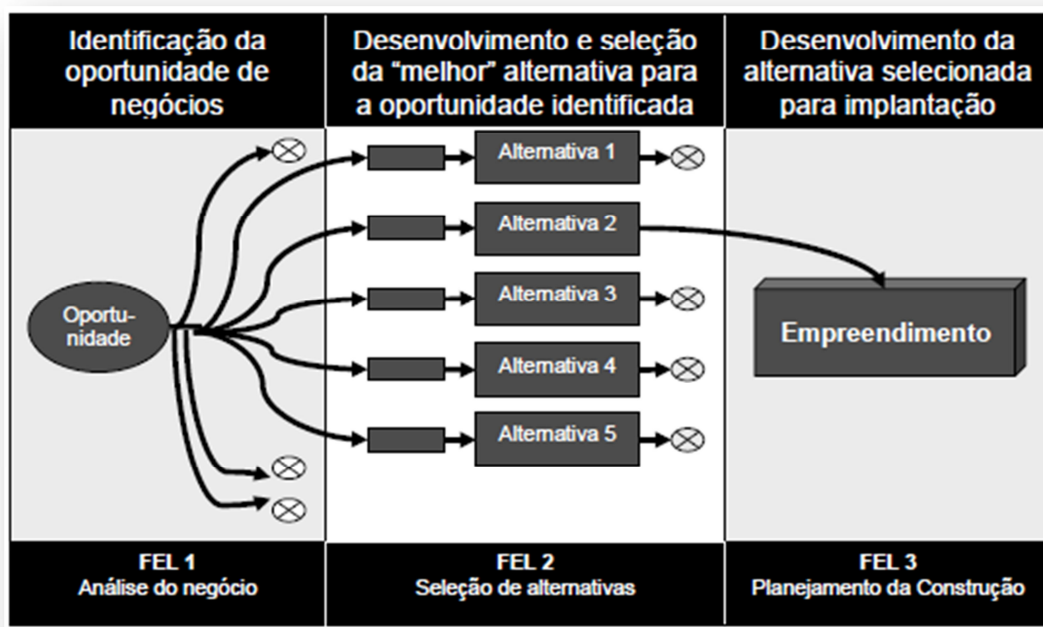 Identificação da
oportunidade de
negócios
Desenvolvimento e seleção
da “melhor” alternativa para
a oportunidade identificada
Desenvolvimento da
alternativa selecionada
para implantação
Oportu-
nidade
Alternativa 1
Alternativa 2
Alternativa 3
Alternativa 4
Alternativa 5
Empreendimento
FEL 1
Análise do negócio
FEL 2
Seleção de alternativas
FEL 3
Planejamento da Construção